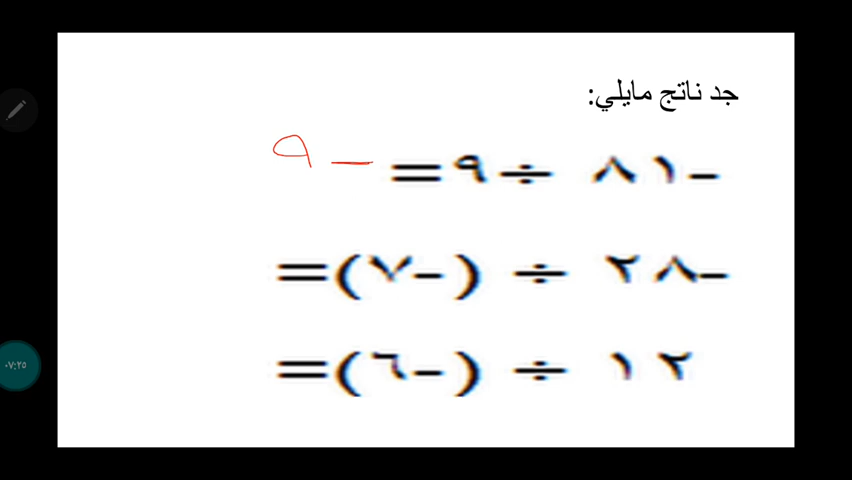 جد ناتج مايلي:
-٨١ ÷ ٩ = - ٩
-٢٨ ÷ (-٧) =
١٢ ÷ (-٦) =
٠٧:٢٥